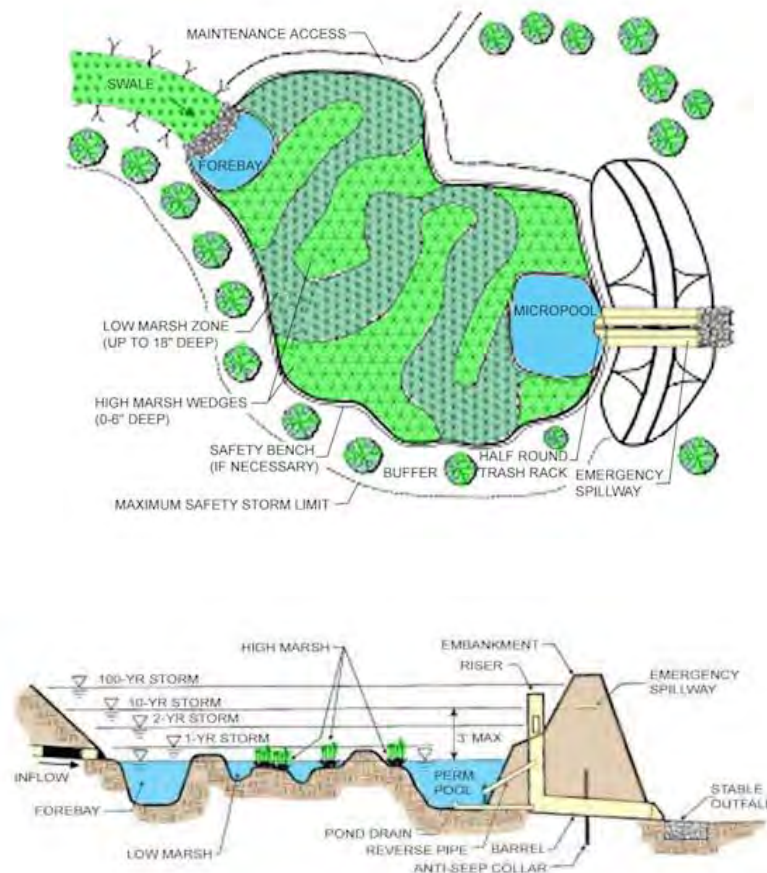 MAINTENANCE ACCESS
SWALE
FOREBAY
MICROPOOL
LOW MARSH ZONE
(UP TO 18" DEEP)
HIGH MARSH WEDGES
(0-6" DEEP)
SAFETY BENCH
(IF NECESSARY)
BUFFER
HALF ROUND
TRASH RACK
EMERGENCY
SPILLWAY
MAXIMUM SAFETY STORM LIMIT
HIGH MARSH
EMBANKMENT
RISER
EMERGENCY
SPILLWAY
100-YR STORM
10-YR STORM
2-YR STORM
1-YR STORM
3' MAX
INFLOW
FOREBAY
PERM
POOL
STABLE
OUTFALL
LOW MARSH
POND DRAIN
REVERSE PIPE
BARREL
ANTI-SEEP COLLAR